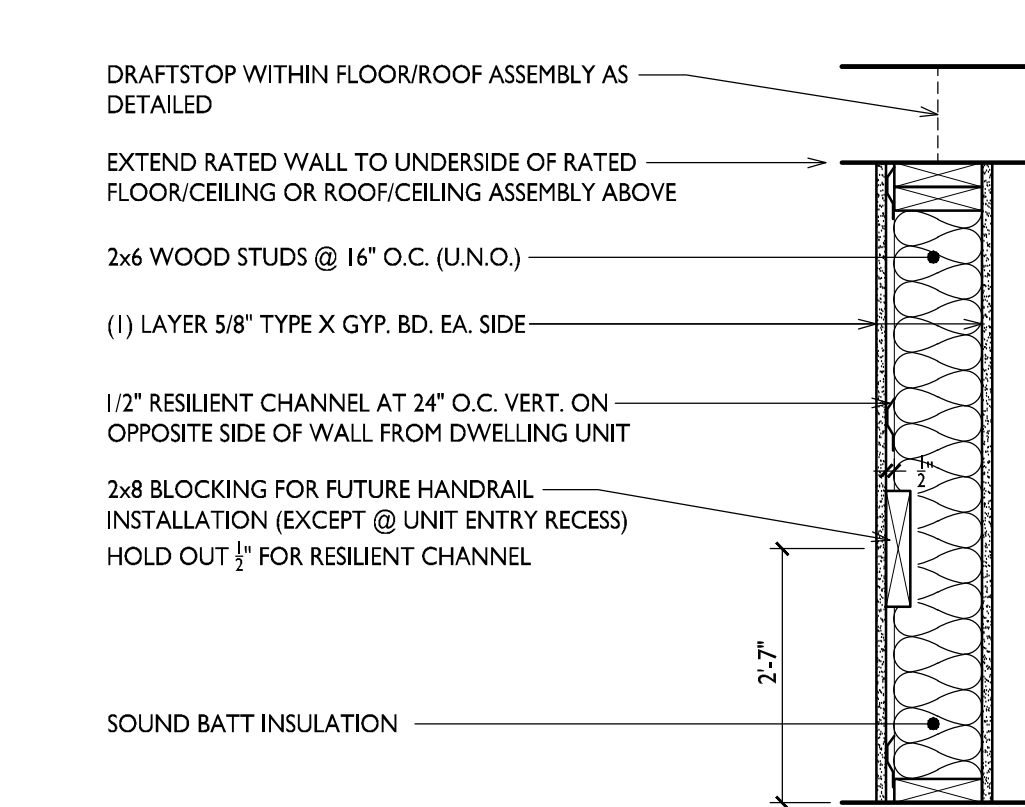 DRAFTSTOP WITHIN FLOOR/ROOF ASSEMBLY AS
DETAILED
EXTEND RATED WALL TO UNDERSIDE OF RATED
FLOOR/CEILING OR ROOF/CEILING ASSEMBLY ABOVE
2x6 WOOD STUDS @ 16" O.C. (U.N.O.)
(1) LAYER 5/8" TYPE X GYP. BD. EA. SIDE
1/2" RESILIENT CHANNEL AT 24" O.C. VERT. ON
OPPOSITE SIDE OF WALL FROM DWELLING UNIT
1/2"
2x8 BLOCKING FOR FUTURE HANDRAIL
INSTALLATION (EXCEPT @ UNIT ENTRY RECESS)
HOLD OUT 1/2" FOR RESILIENT CHANNEL
2'-7"
SOUND BATT INSULATION